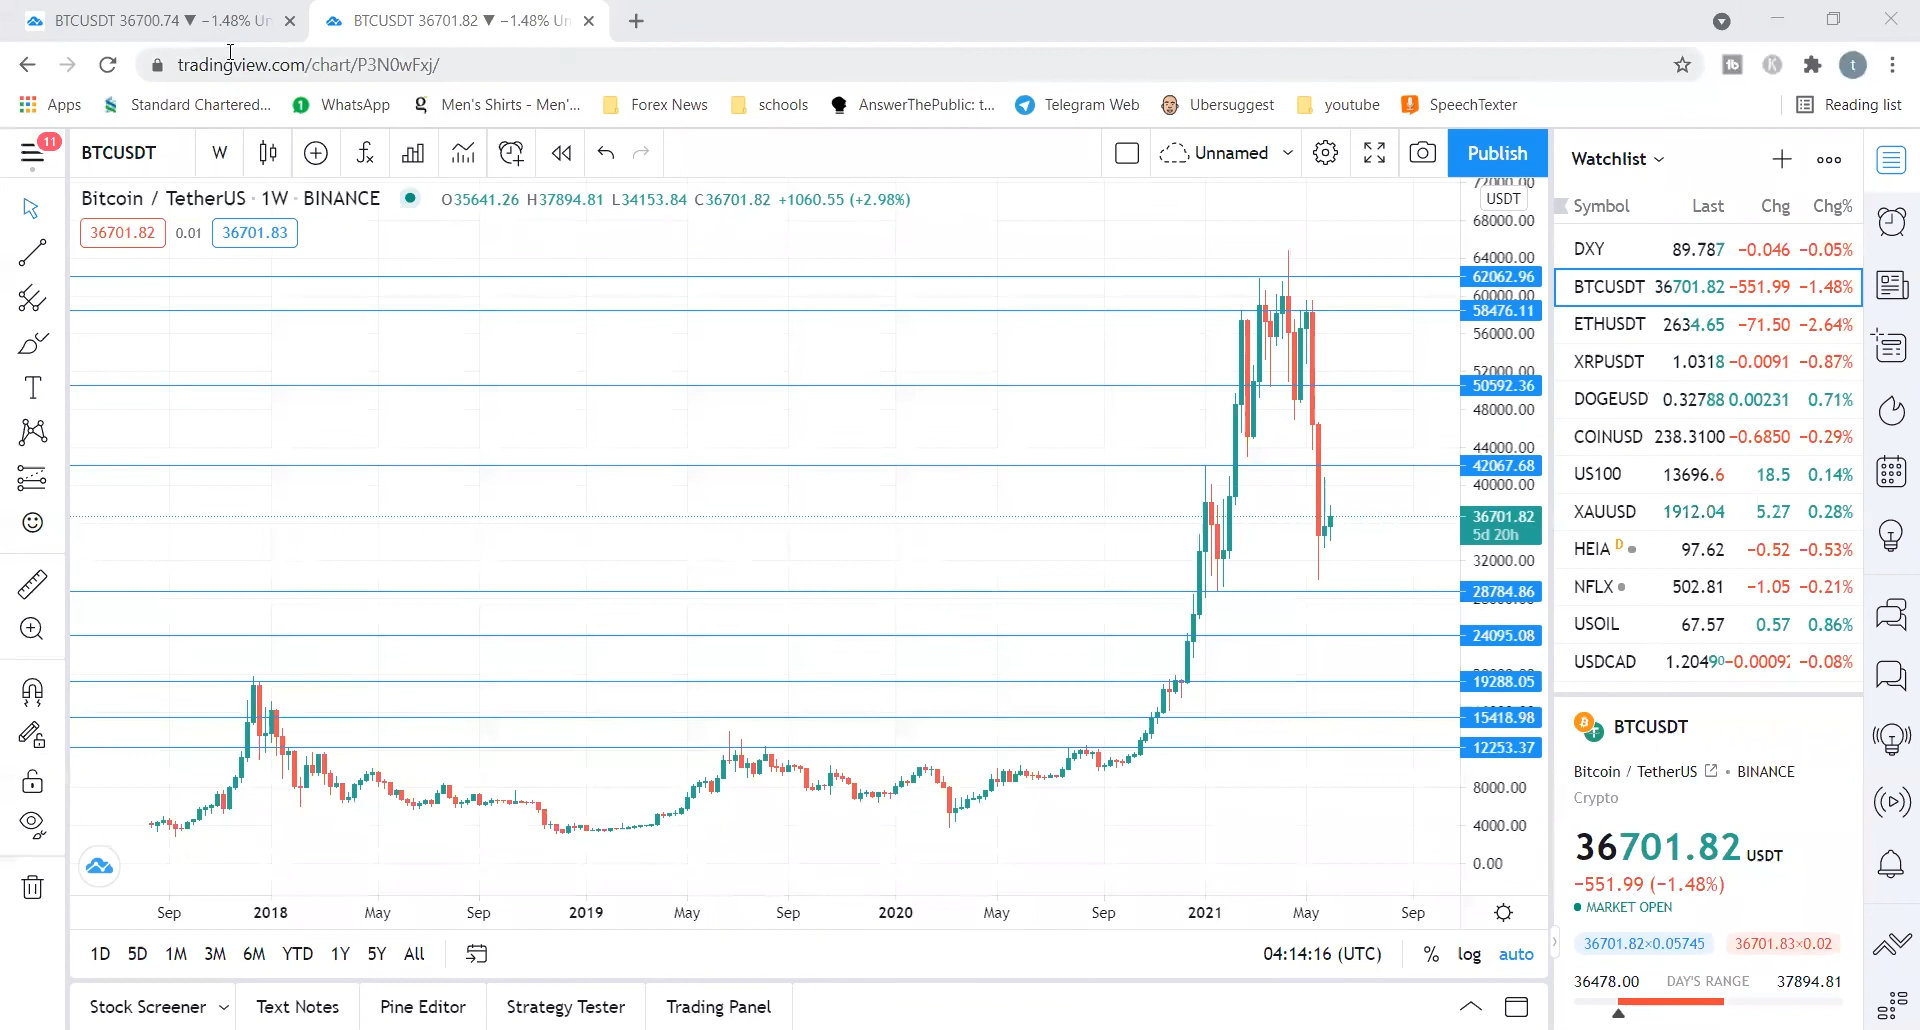 BTCUSDT 36700.74 ▼ −1.48% Un
BTCUSDT 36701.82 ▼ −1.48% Un
tradingview.com/chart/P3N0wFxj/
Apps
Standard Chartered...
WhatsApp
Men's Shirts - Men'...
Forex News
schools
AnswerThePublic: t...
Telegram Web
Ubersuggest
youtube
SpeechTexter
Reading list
11
BTCUSDT
W
Unnamed
Publish
Bitcoin / TetherUS · 1W · BINANCE
O35641.26 H37894.81 L34153.84 C36701.82 +1060.55 (+2.98%)
36701.82
0.01
36701.83
72000.00
USDT
68000.00
64000.00
62062.96
60000.00
58476.11
56000.00
52000.00
50592.36
48000.00
44000.00
42067.68
40000.00
36701.82
5d 20h
32000.00
28784.86
24095.08
19288.05
15418.98
12253.37
8000.00
4000.00
0.00
Sep
2018
May
Sep
2019
May
Sep
2020
May
Sep
2021
May
Sep
1D 5D 1M 3M 6M YTD 1Y 5Y All
04:14:16 (UTC)
% log auto
Stock Screener
Text Notes
Pine Editor
Strategy Tester
Trading Panel
Watchlist
Symbol Last Chg Chg%
DXY 89.787 −0.046 −0.05%
BTCUSDT 36701.82 −551.99 −1.48%
ETHUSDT 2634.65 −71.50 −2.64%
XRPUSDT 1.0318 −0.0091 −0.87%
DOGEUSD 0.32788 0.00231 0.71%
COINUSD 238.3100 −0.6850 −0.29%
US100 13696.6 18.5 0.14%
XAUUSD 1912.04 5.27 0.28%
HEIA D 97.62 −0.52 −0.53%
NFLX 502.81 −1.05 −0.21%
USOIL 67.57 0.57 0.86%
USDCAD 1.20490 −0.00092 −0.08%
BTCUSDT
Bitcoin / TetherUS • BINANCE
Crypto
36701.82 USDT
−551.99 (−1.48%)
MARKET OPEN
36701.82×0.05745
36701.83×0.02
36478.00 DAY'S RANGE 37894.81